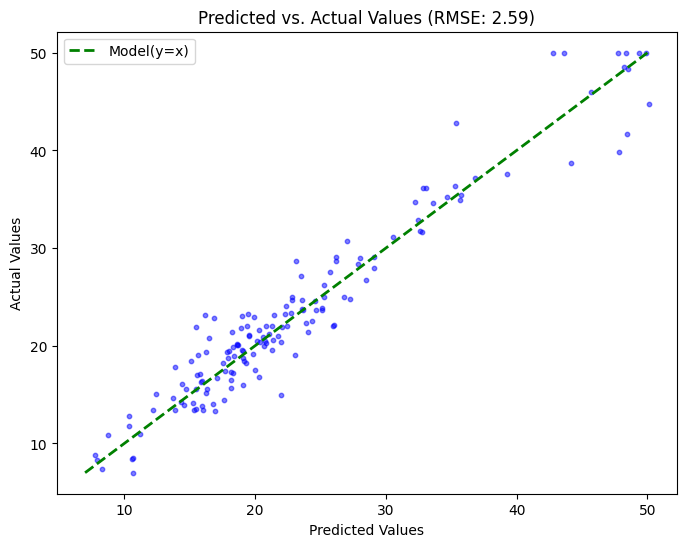 Predicted vs. Actual Values (RMSE: 2.59)
Model(y=x)
Actual Values
50
40
30
20
10
10 20 30 40 50
Predicted Values